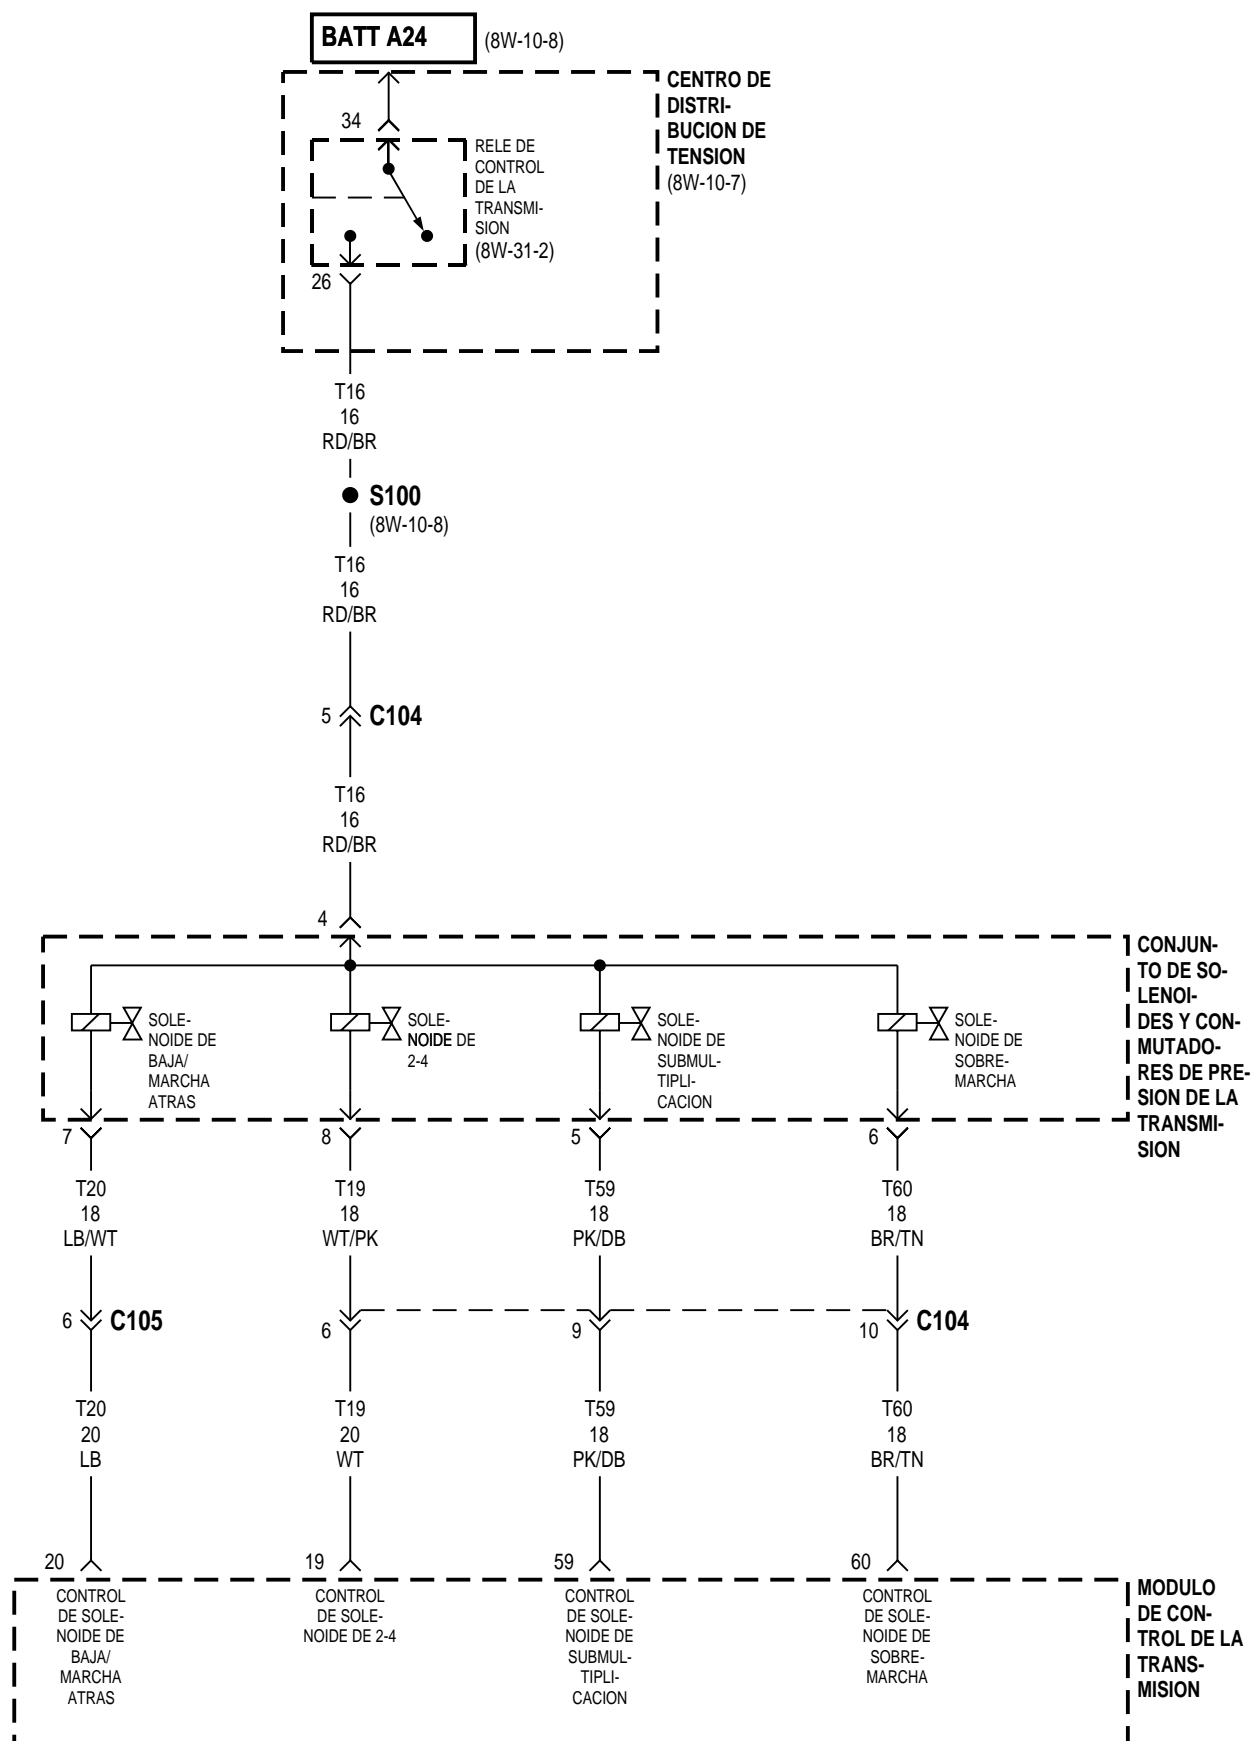 BATT A24
(8W-10-8)
CENTRO DE
DISTRI-
BUCION DE
TENSION
(8W-10-7)
34
RELE DE
CONTROL
DE LA
TRANSMI-
SION
(8W-31-2)
26
T16
16
RD/BR
S100
(8W-10-8)
T16
16
RD/BR
5
C104
T16
16
RD/BR
4
CONJUN-
TO DE SO-
LENOI-
DES Y CON-
MUTADO-
RES DE PRE-
SION DE LA
TRANSMI-
SION
SOLE-
NOIDE DE
BAJA/
MARCHA
ATRAS
SOLE-
NOIDE DE
2-4
SOLE-
NOIDE DE
SUBMUL-
TIPLI-
CACION
SOLE-
NOIDE DE
SOBRE-
MARCHA
7
8
5
6
T20
18
LB/WT
T19
18
WT/PK
T59
18
PK/DB
T60
18
BR/TN
6
C105
6
9
10
C104
T20
20
LB
T19
20
WT
T59
18
PK/DB
T60
18
BR/TN
20
19
59
60
CONTROL
DE SOLE-
NOIDE DE
BAJA/
MARCHA
ATRAS
CONTROL
DE SOLE-
NOIDE DE 2-4
CONTROL
DE SOLE-
NOIDE DE
SUBMUL-
TIPLI-
CACION
CONTROL
DE SOLE-
NOIDE DE
SOBRE-
MARCHA
MODULO
DE CON-
TROL DE LA
TRANS-
MISION